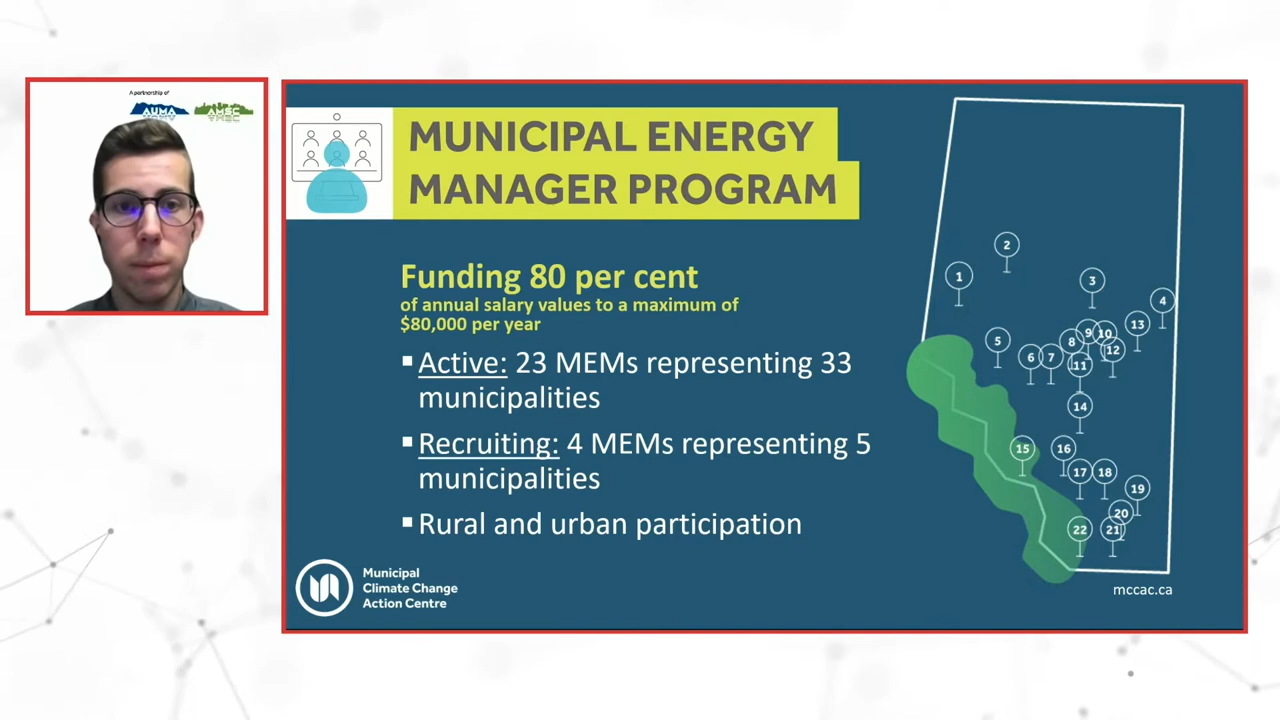 A partnership of
AUMA
AMSC
MUNICIPAL ENERGY
MANAGER PROGRAM
Funding 80 per cent
of annual salary values to a maximum of
$80,000 per year
▪ Active: 23 MEMs representing 33
municipalities
▪ Recruiting: 4 MEMs representing 5
municipalities
▪ Rural and urban participation
Municipal
Climate Change
Action Centre
2
1
3
4
13
9
10
5
8
12
6
7
11
14
15
16
17
18
19
20
22
21
mccac.ca